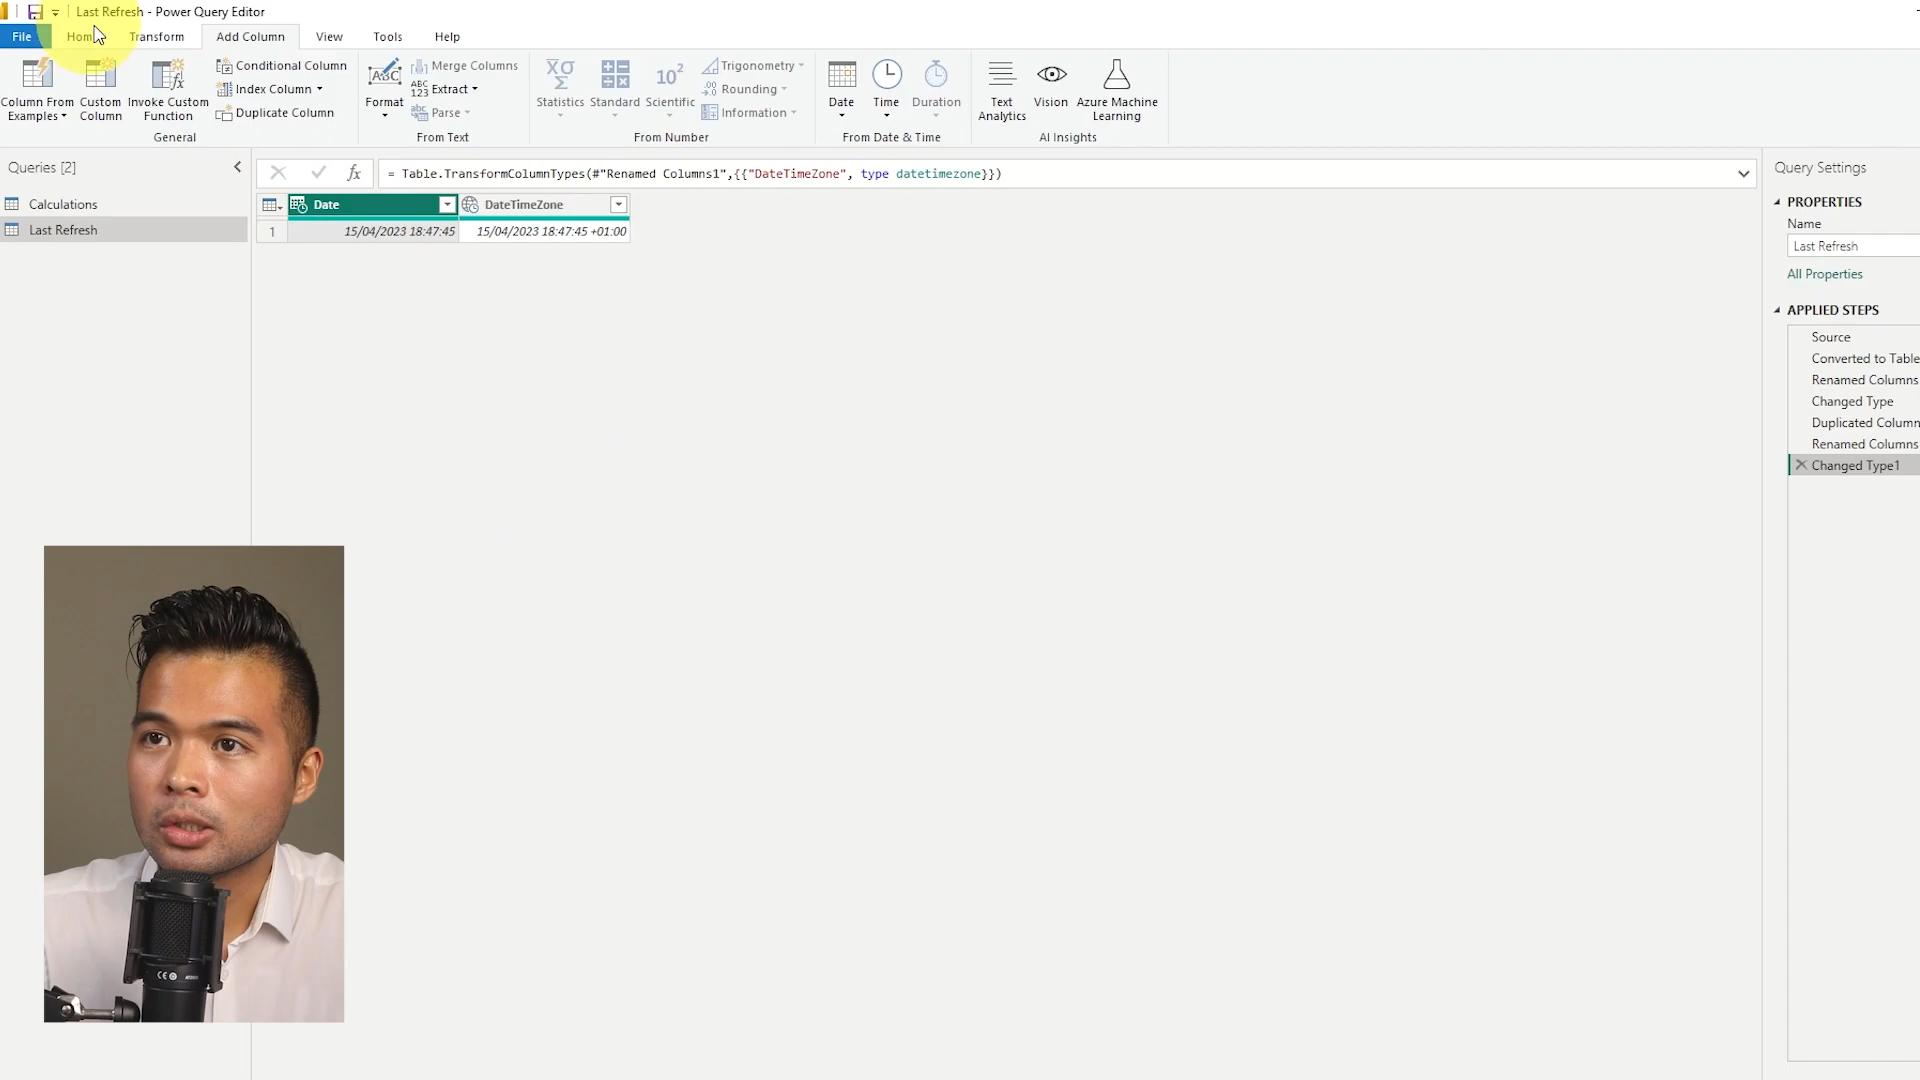 Last Refresh - Power Query Editor
File Home Transform Add Column View Tools Help
Column From Examples
Custom Column
Invoke Custom Function
Conditional Column
Index Column
Duplicate Column
General
Format
Merge Columns
ABC 123 Extract
abc Parse
From Text
Statistics
Standard
Scientific
Trigonometry
Rounding
Information
From Number
Date
Time
Duration
From Date & Time
Text Analytics
Vision
Azure Machine Learning
AI Insights
Queries [2]
Calculations
Last Refresh
fx = Table.TransformColumnTypes(#"Renamed Columns1",{{"DateTimeZone", type datetimezone}})
Date DateTimeZone
1 15/04/2023 18:47:45 15/04/2023 18:47:45 +01:00
Query Settings
PROPERTIES
Name
Last Refresh
All Properties
APPLIED STEPS
Source
Converted to Table
Renamed Columns
Changed Type
Duplicated Column
Renamed Columns
Changed Type1